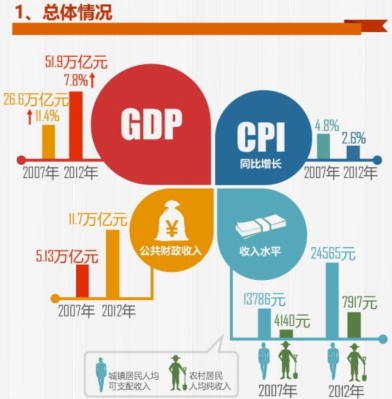 1、总体情况
51.9万亿元
7.8%
26.6万亿元
11.4%
2007年 2012年
GDP
CPI
同比增长
4.8%
2.6%
2007年 2012年
11.7万亿元
5.13万亿元
2007年 2012年
¥
公共财政收入
收入水平
24565元
13786元
7917元
4140元
2007年 2012年
城镇居民人均
可支配收入
农村居民
人均纯收入